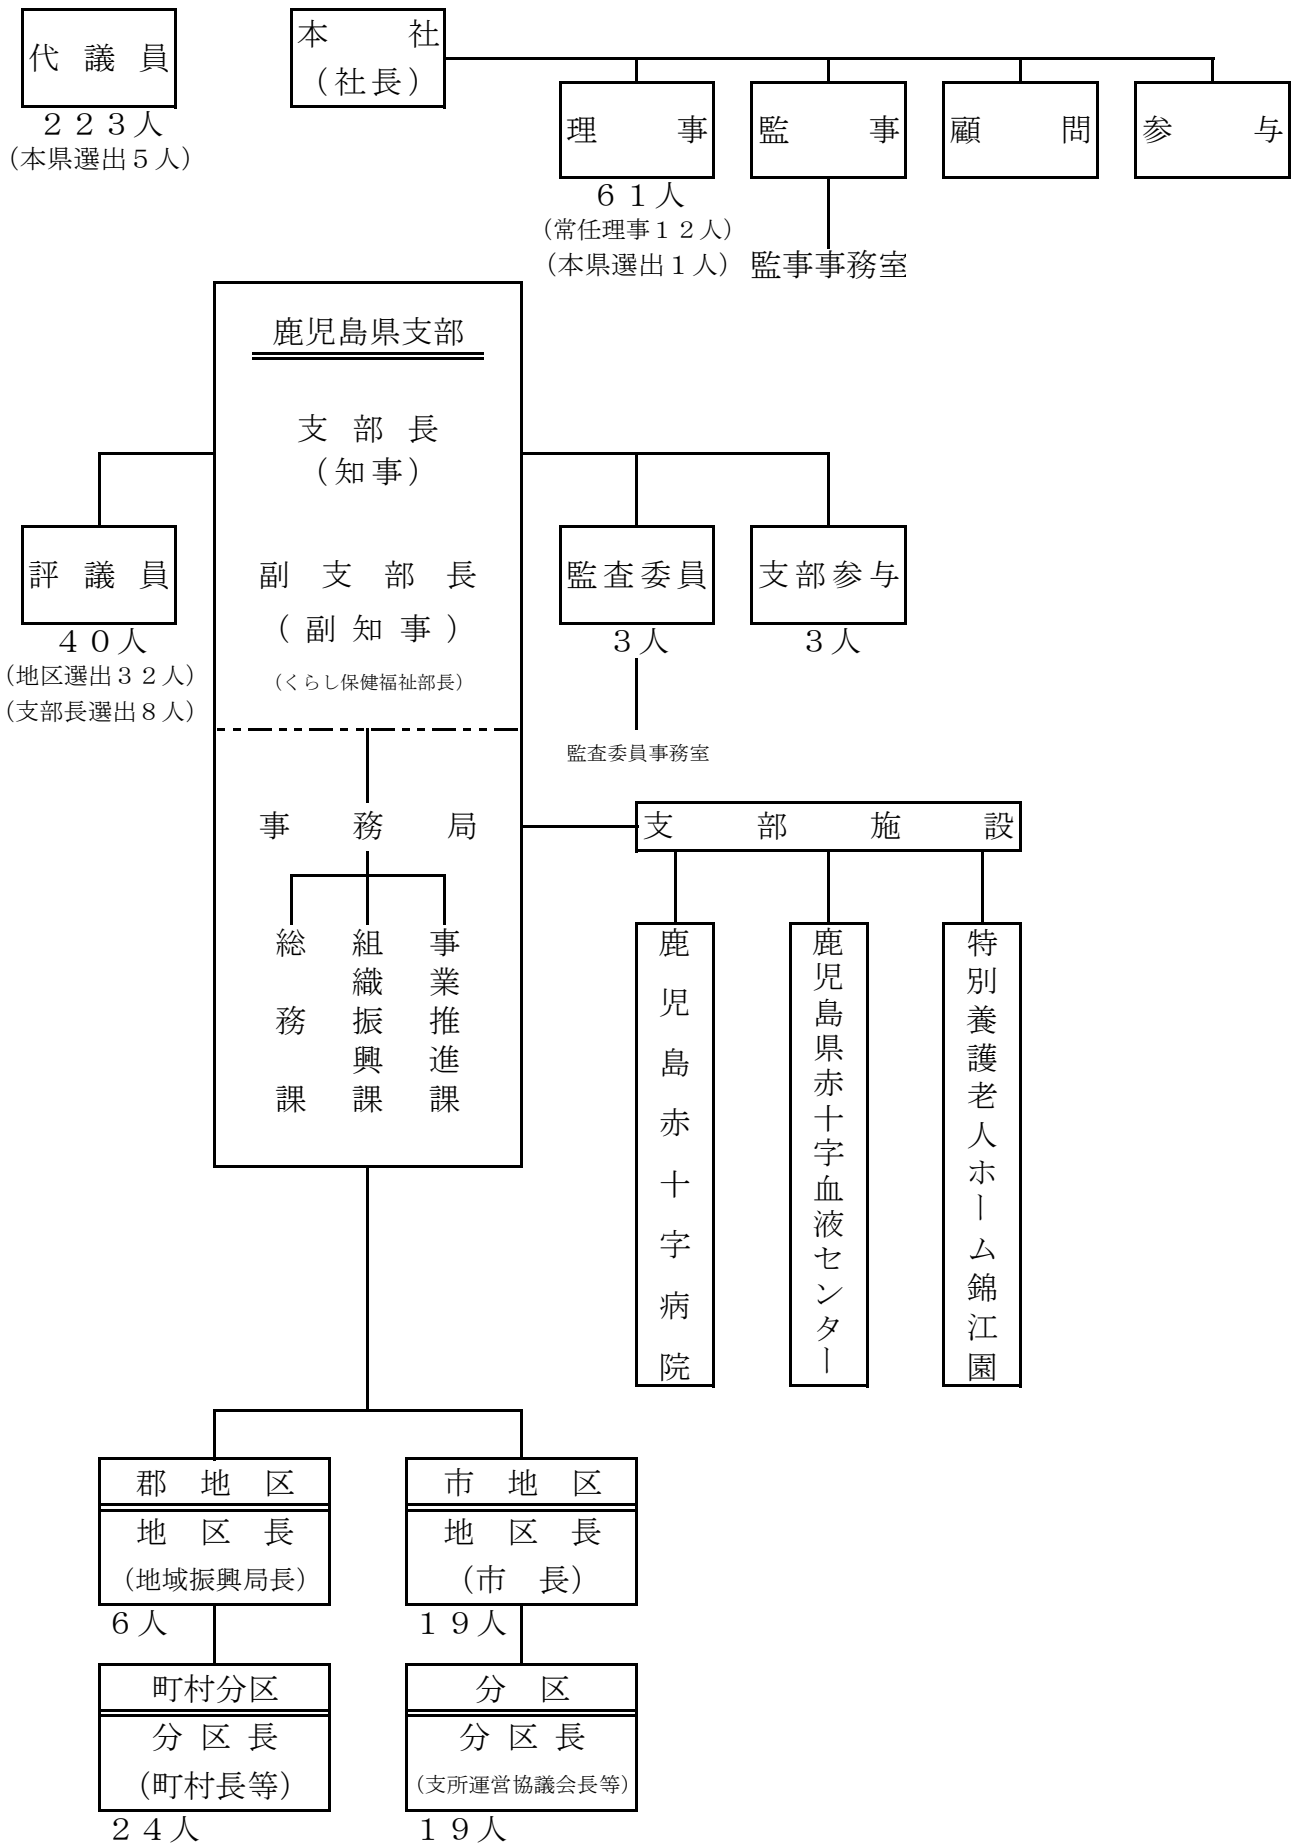 代議員
223人
（本県選出5人）
本社
（社長）
理事
61人
（常任理事12人）
（本県選出1人）
監事
監事事務室
顧問
参与
鹿児島県支部
支部長
（知事）
副支部長
（副知事）
（くらし保健福祉部長）
評議員
40人
（地区選出32人）
（支部長選出8人）
監査委員
3人
監査委員事務室
支部参与
3人
事務局
総務課
組織振興課
事業推進課
支部施設
鹿児島赤十字病院
鹿児島県赤十字血液センター
特別養護老人ホーム錦江園
郡地区
地区長
（地域振興局長）
6人
市地区
地区長
（市長）
19人
町村分区
分区長
（町村長等）
24人
分区
分区長
（支所運営協議会長等）
19人